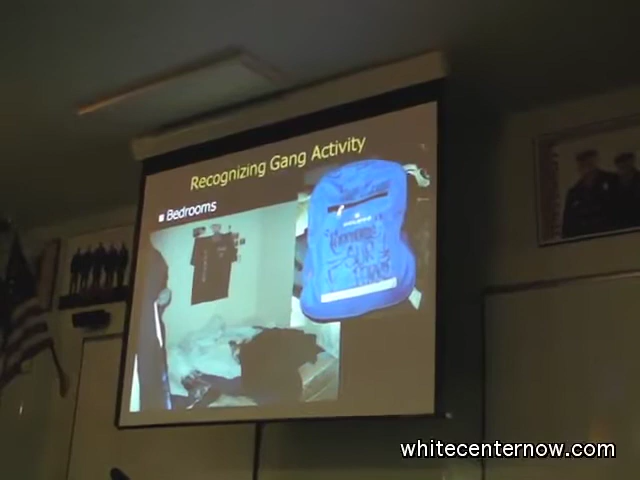 Recognizing Gang Activity
Bedrooms
whitecenternow.com